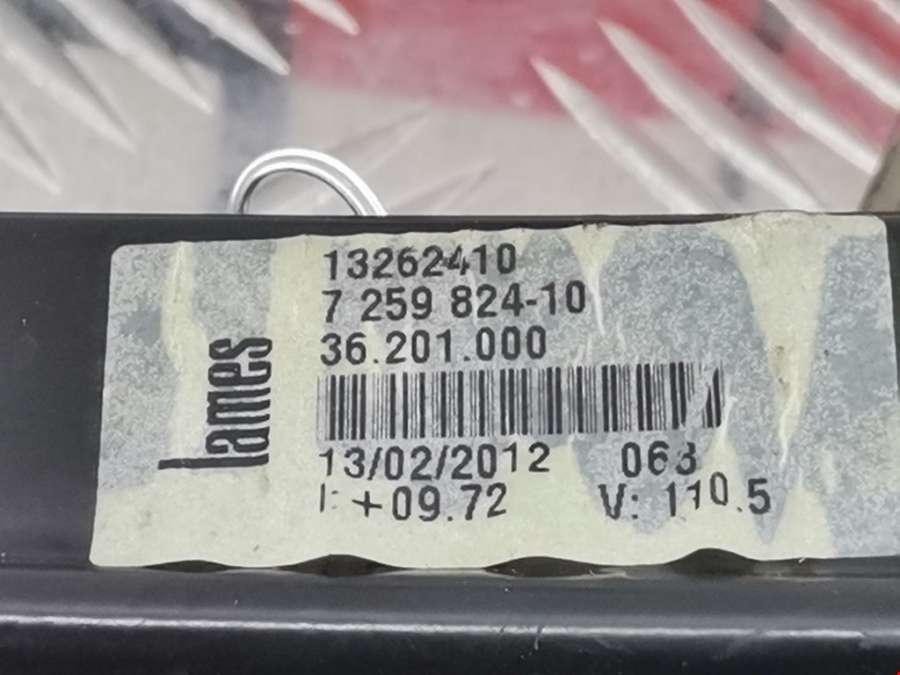 lames
13262410
7 259 824-10
36.201.000
13/02/2012 063
I: +09.72 V: 110.5